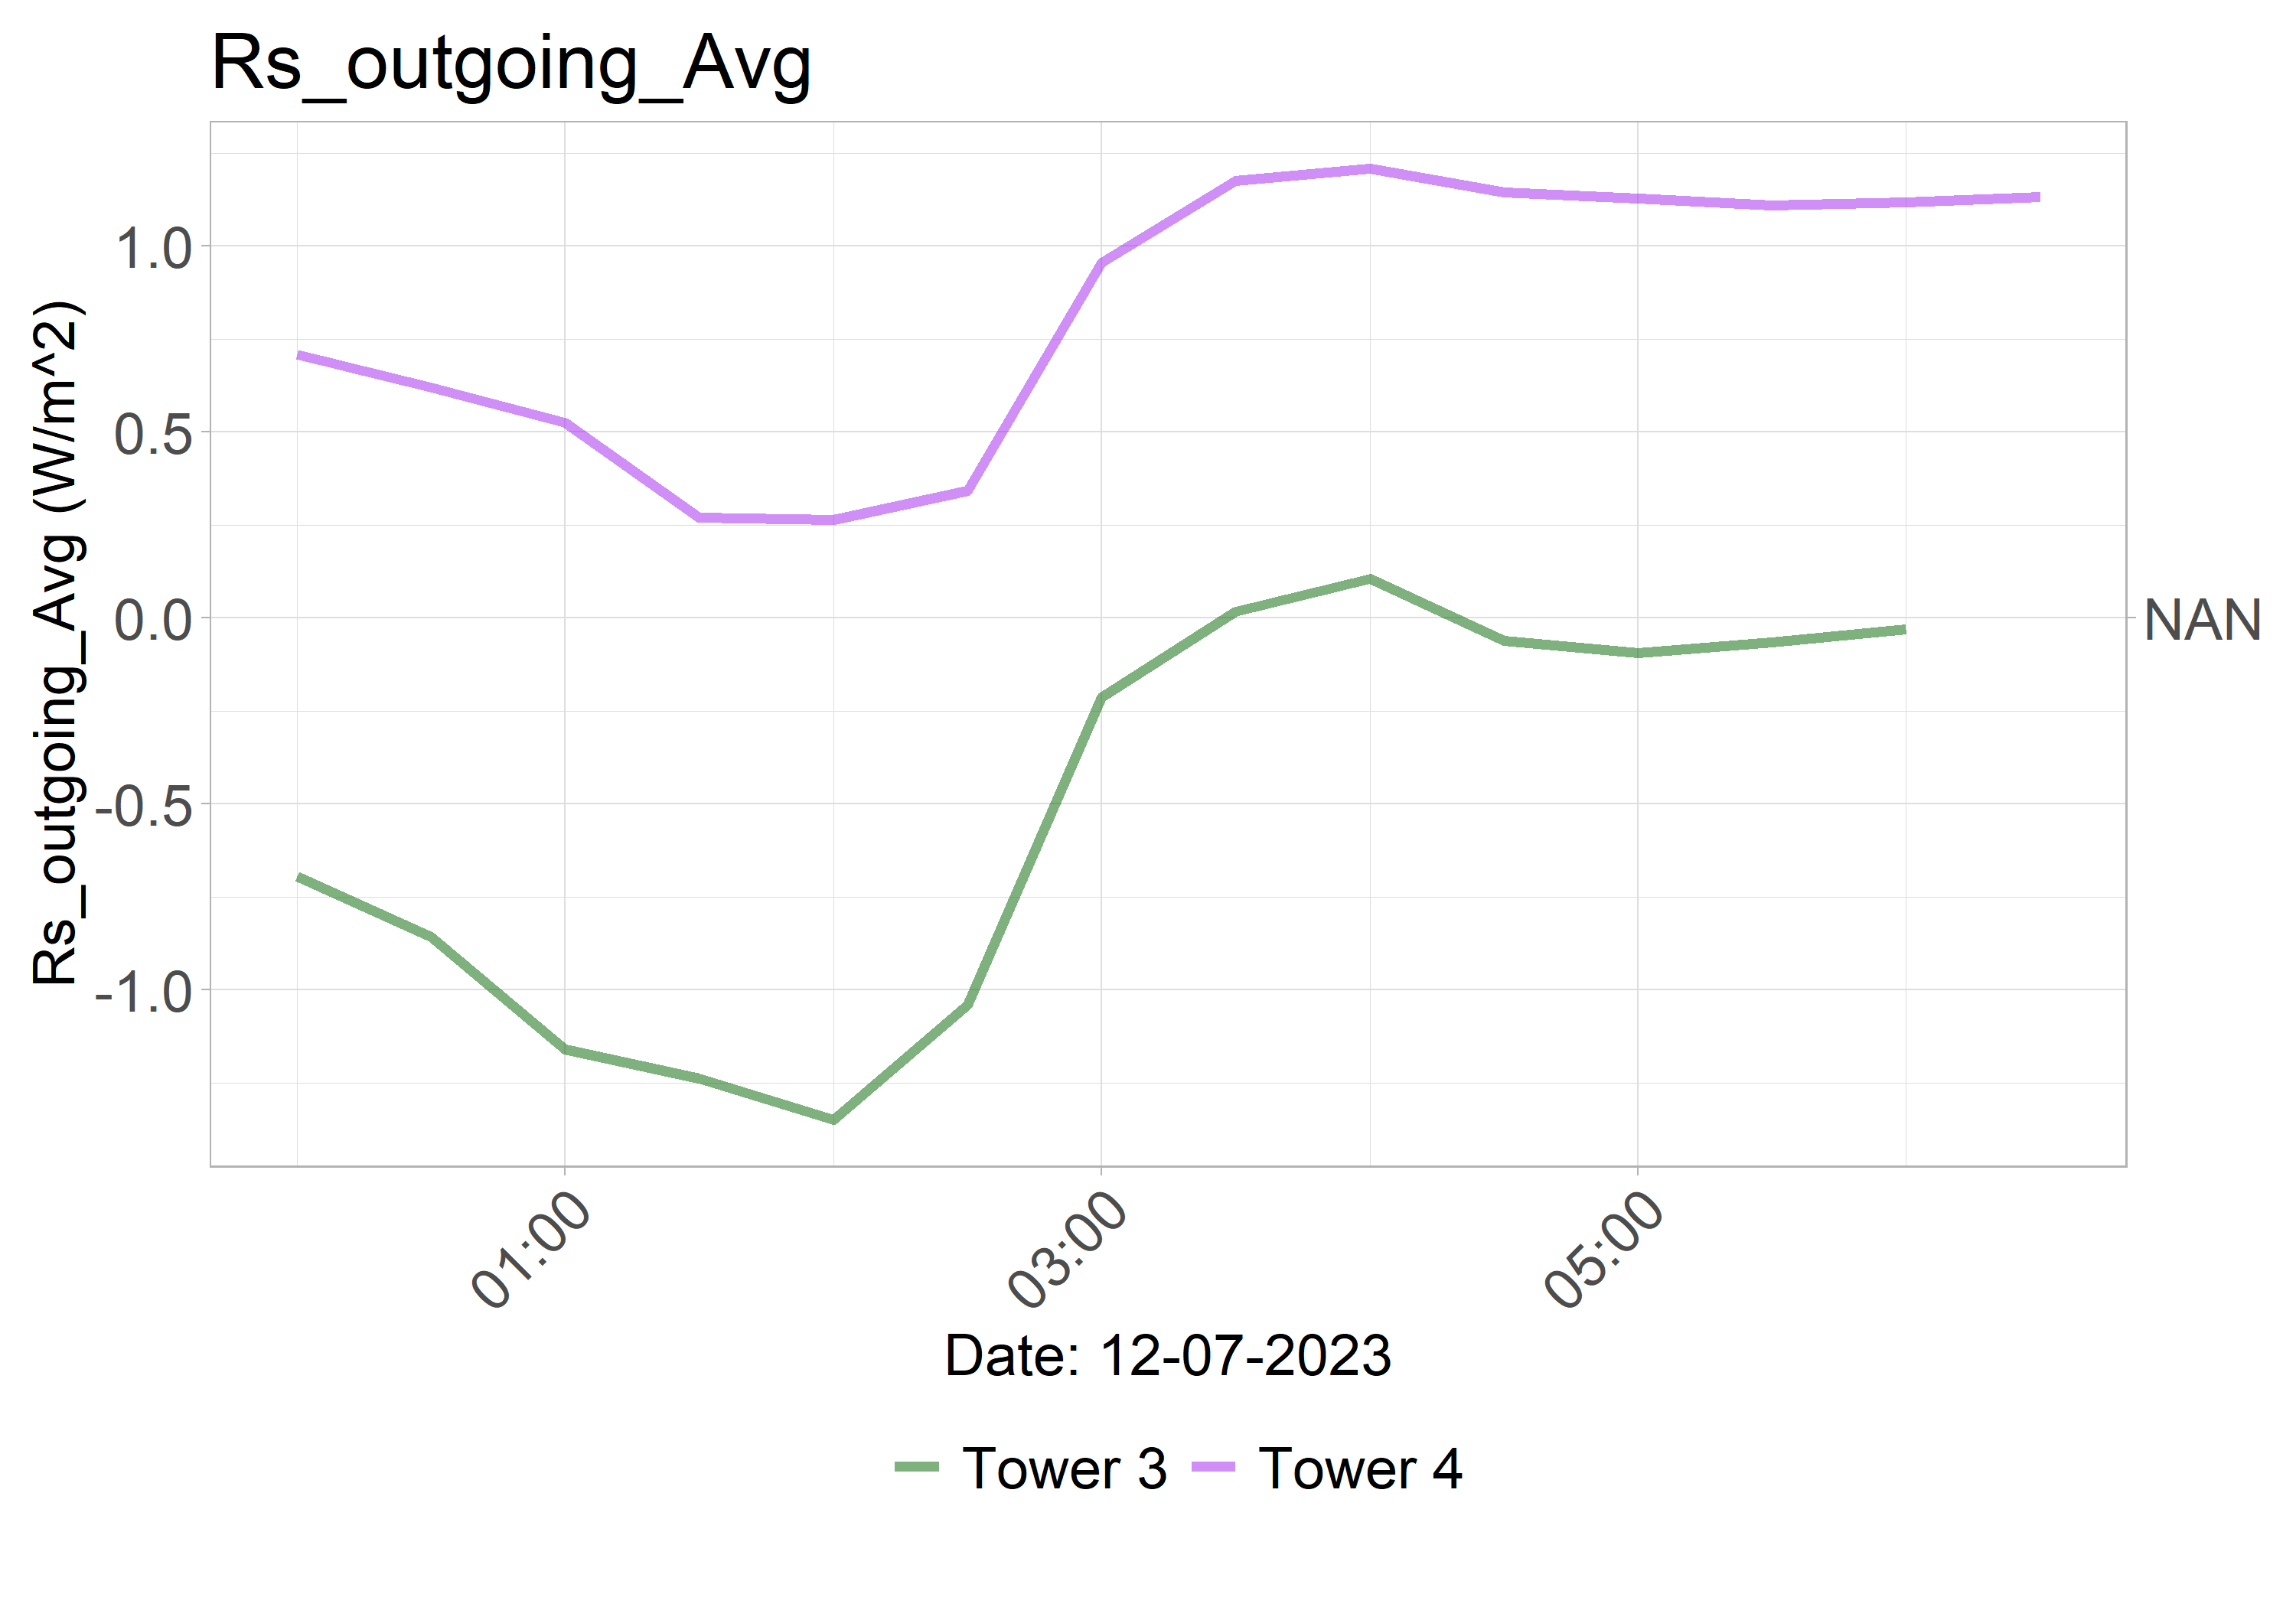 Rs_outgoing_Avg
Rs_outgoing_Avg (W/m^2)
1.0
0.5
0.0
-0.5
-1.0
NAN
01:00
03:00
05:00
Date: 12-07-2023
Tower 3
Tower 4